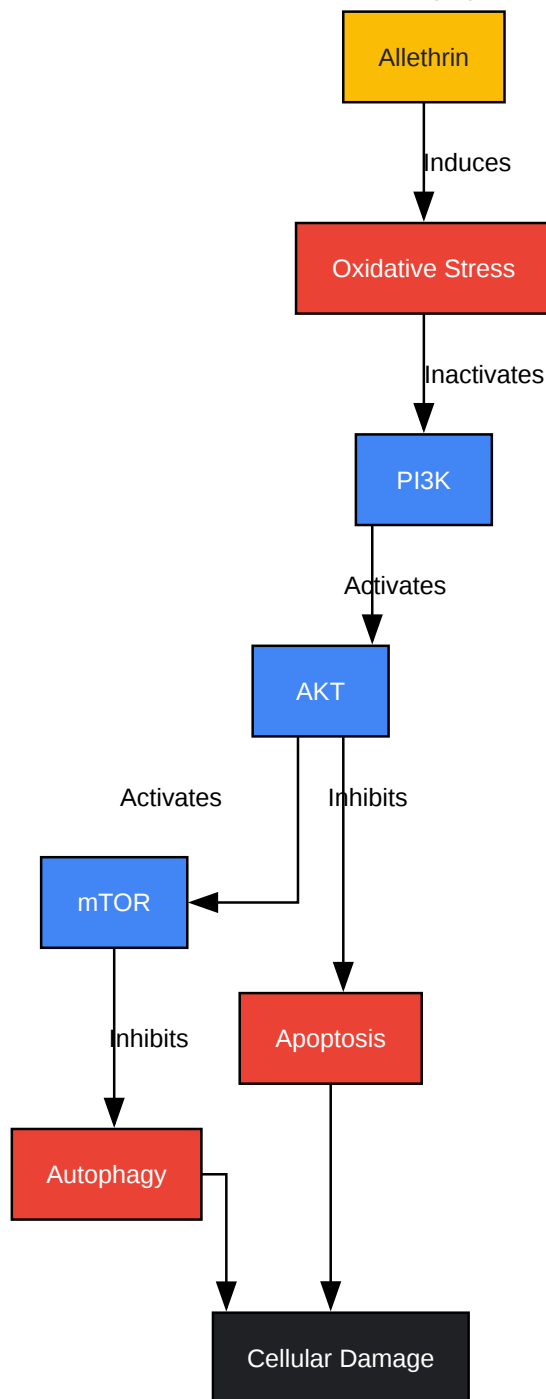 Allethrin
Induces
Oxidative Stress
Inactivates
PI3K
Activates
AKT
Activates
Inhibits
mTOR
Inhibits
Apoptosis
Autophagy
Cellular Damage